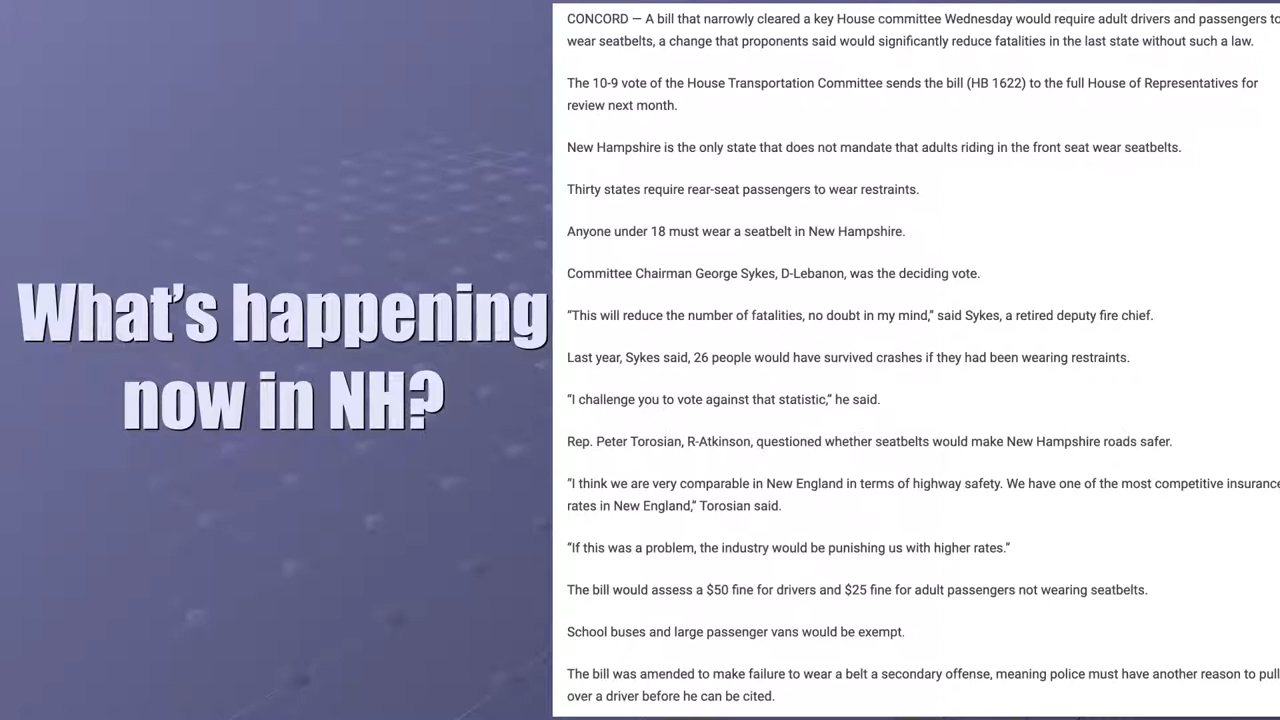 What's happening
now in NH?
CONCORD — A bill that narrowly cleared a key House committee Wednesday would require adult drivers and passengers to
wear seatbelts, a change that proponents said would significantly reduce fatalities in the last state without such a law.
The 10-9 vote of the House Transportation Committee sends the bill (HB 1622) to the full House of Representatives for
review next month.
New Hampshire is the only state that does not mandate that adults riding in the front seat wear seatbelts.
Thirty states require rear-seat passengers to wear restraints.
Anyone under 18 must wear a seatbelt in New Hampshire.
Committee Chairman George Sykes, D-Lebanon, was the deciding vote.
“This will reduce the number of fatalities, no doubt in my mind,” said Sykes, a retired deputy fire chief.
Last year, Sykes said, 26 people would have survived crashes if they had been wearing restraints.
“I challenge you to vote against that statistic,” he said.
Rep. Peter Torosian, R-Atkinson, questioned whether seatbelts would make New Hampshire roads safer.
“I think we are very comparable in New England in terms of highway safety. We have one of the most competitive insurance
rates in New England,” Torosian said.
“If this was a problem, the industry would be punishing us with higher rates.”
The bill would assess a $50 fine for drivers and $25 fine for adult passengers not wearing seatbelts.
School buses and large passenger vans would be exempt.
The bill was amended to make failure to wear a belt a secondary offense, meaning police must have another reason to pull
over a driver before he can be cited.